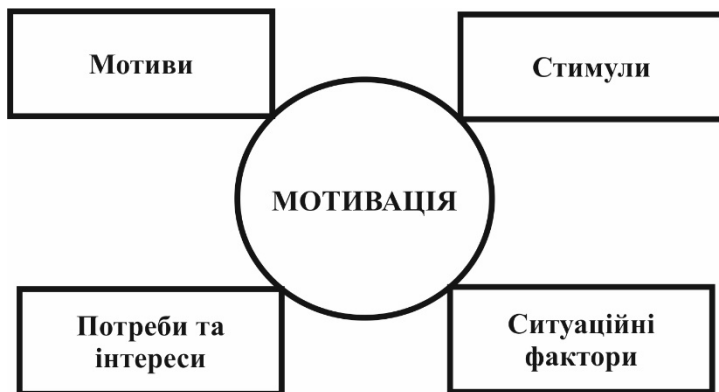 Мотиви
Стимули
МОТИВАЦІЯ
Потреби та
інтереси
Ситуаційні
фактори